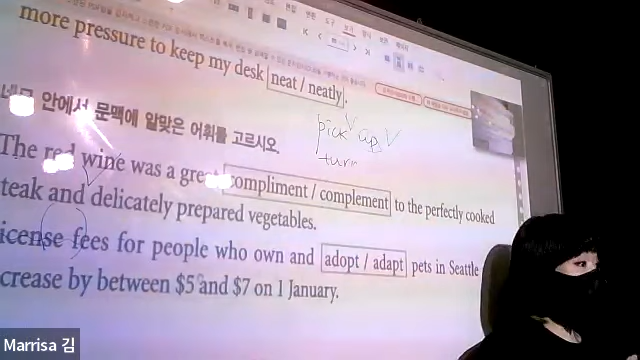 more pressure to keep my desk neat / neatly.
네모 안에서 문맥에 알맞은 어휘를 고르시오.
pick V up V
turn
The red wine was a great compliment / complement to the perfectly cooked
teak and delicately prepared vegetables.
icense fees for people who own and adopt / adapt pets in Seattle
crease by between $5 and $7 on 1 January.
Marrisa 김